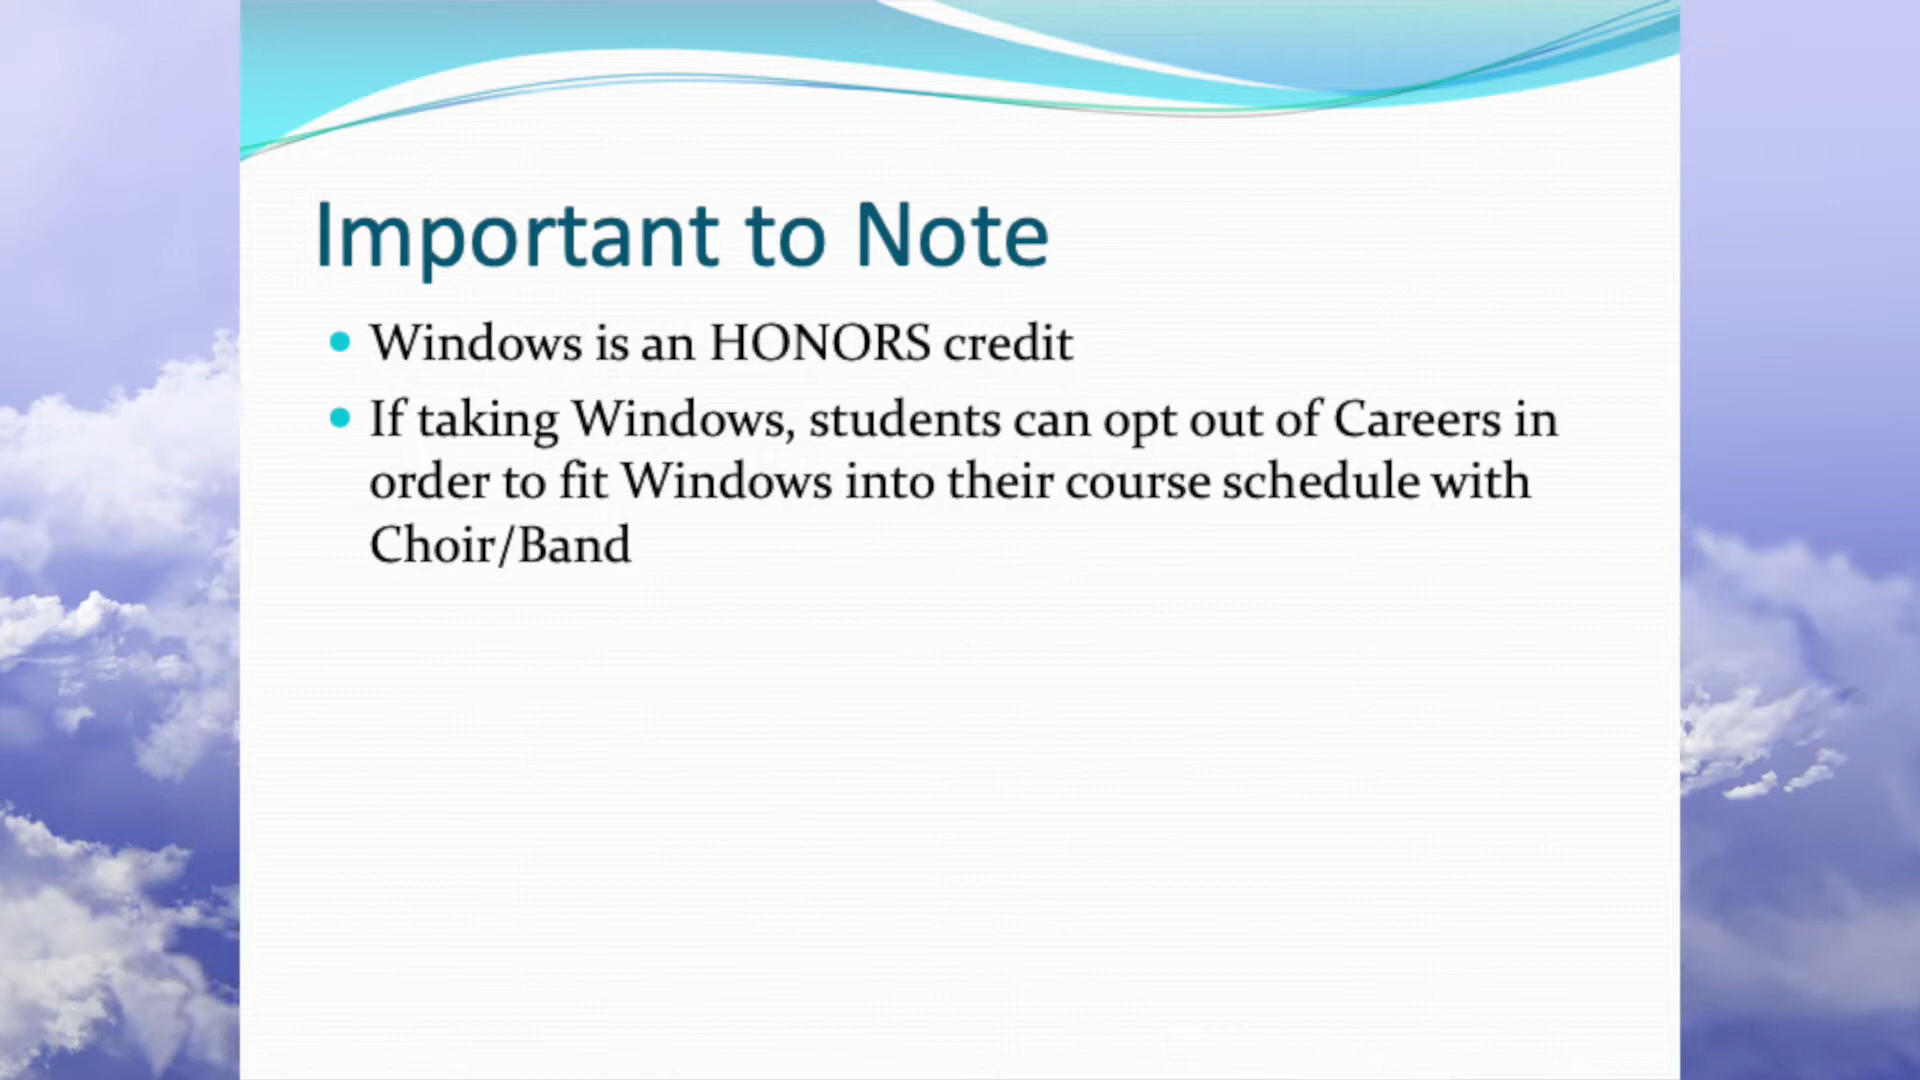 Important to Note
Windows is an HONORS credit
If taking Windows, students can opt out of Careers in
order to fit Windows into their course schedule with
Choir/Band